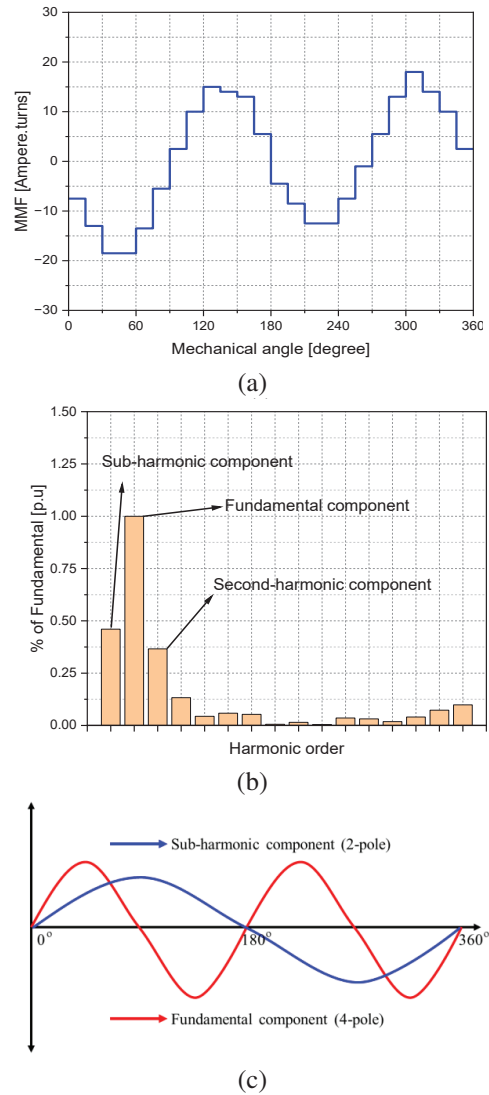 30
20
10
0
−10
−20
−30
MMF [Ampere.turns]
0 60 120 180 240 300 360
Mechanical angle [degree]
(a)
1.50
1.25
1.00
0.75
0.50
0.25
0.00
% of Fundamental [p.u]
Sub-harmonic component
Fundamental component
Second-harmonic component
Harmonic order
(b)
Sub-harmonic component (2-pole)
0° 180° 360°
Fundamental component (4-pole)
(c)